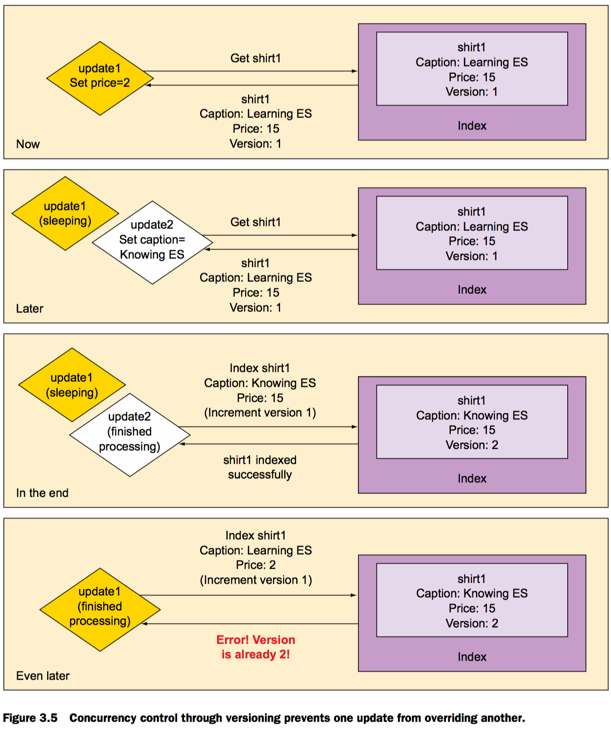 update1
Set price=2
Get shirt1
shirt1
Caption: Learning ES
Price: 15
Version: 1
shirt1
Caption: Learning ES
Price: 15
Version: 1
Index
Now
update1
(sleeping)
update2
Set caption=
Knowing ES
Get shirt1
shirt1
Caption: Learning ES
Price: 15
Version: 1
shirt1
Caption: Learning ES
Price: 15
Version: 1
Index
Later
update1
(sleeping)
update2
(finished
processing)
Index shirt1
Caption: Knowing ES
Price: 15
(Increment version 1)
shirt1 indexed
successfully
shirt1
Caption: Knowing ES
Price: 15
Version: 2
Index
In the end
update1
(finished
processing)
Index shirt1
Caption: Learning ES
Price: 2
(Increment version 1)
Error! Version
is already 2!
shirt1
Caption: Knowing ES
Price: 15
Version: 2
Index
Even later
Figure 3.5 Concurrency control through versioning prevents one update from overriding another.